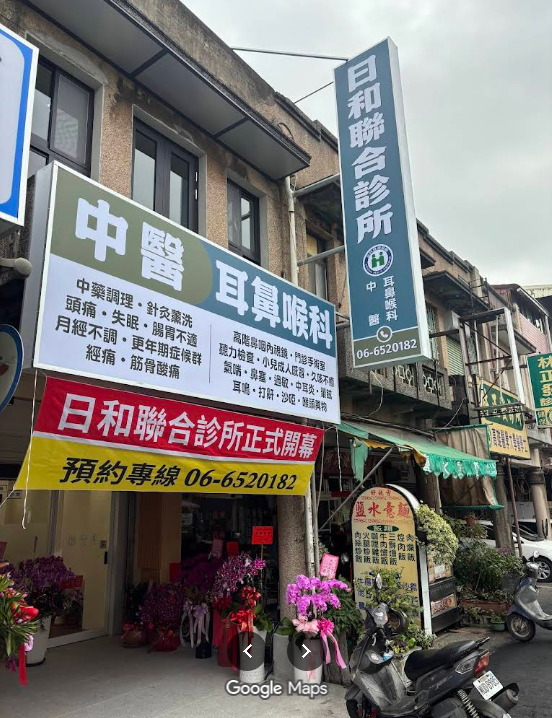 日和聯合診所
耳鼻喉科
中醫
06-6520182
中醫 耳鼻喉科
中藥調理・針灸薰洗
頭痛・失眠・腸胃不適
月經不調・更年期症候群
經痛・筋骨酸痛
高階鼻咽內視鏡・門診手術室
聽力檢查・小兒成人感冒・久咳不癒
氣喘・鼻塞・過敏・中耳炎・暈眩
耳鳴・打鼾・沙啞・喉頭異物
日和聯合診所正式開幕
預約專線 06-6520182
鹽水意麵
Google Maps